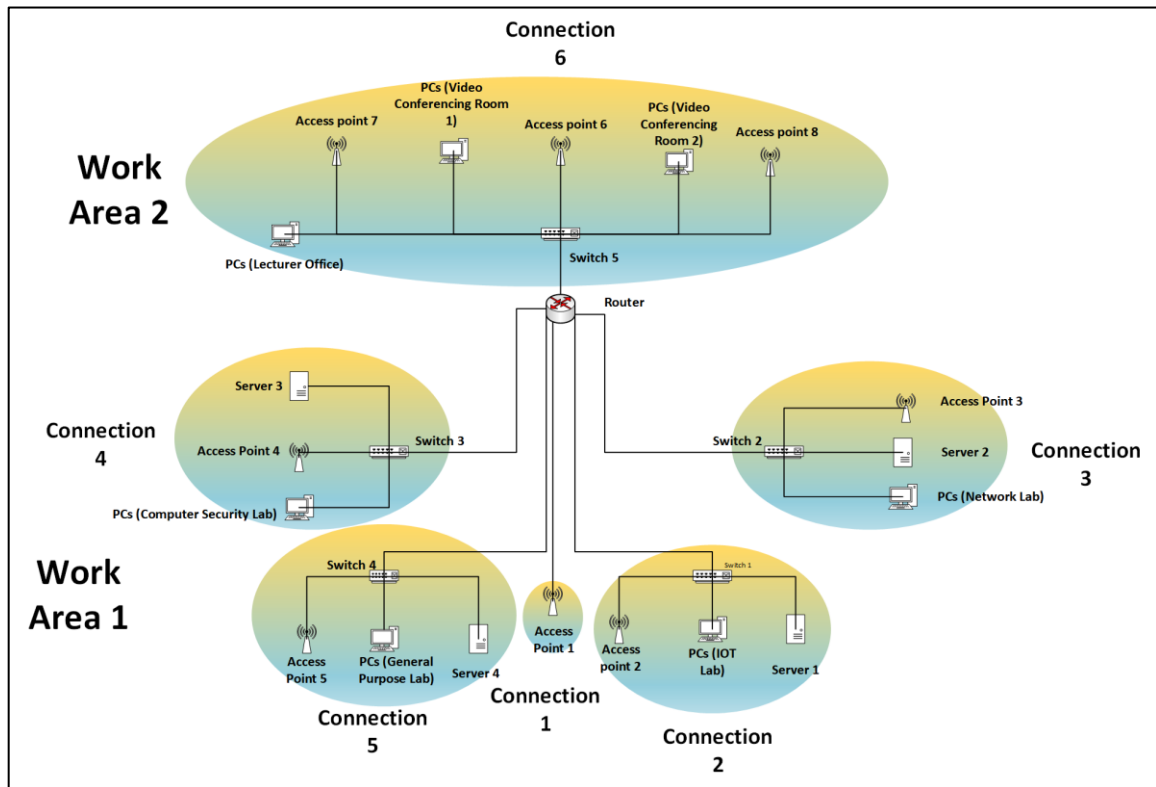 Connection
6
PCs (Video
Conferencing Room
1)
PCs (Video
Conferencing
Room 2)
Access point 7
Access point 6
Access point 8
Work
Area 2
PCs (Lecturer Office)
Switch 5
Router
Server 3
Access Point 3
Connection
4
Switch 3
Switch 2
Access Point 4
Server 2
Connection
3
PCs (Computer Security Lab)
PCs (Network Lab)
Work
Area 1
Switch 4
Switch 1
Access
Point 5
PCs (General
Purpose Lab)
Server 4
Access
Point 1
Access
point 2
PCs (IOT
Lab)
Server 1
Connection
5
Connection
1
Connection
2